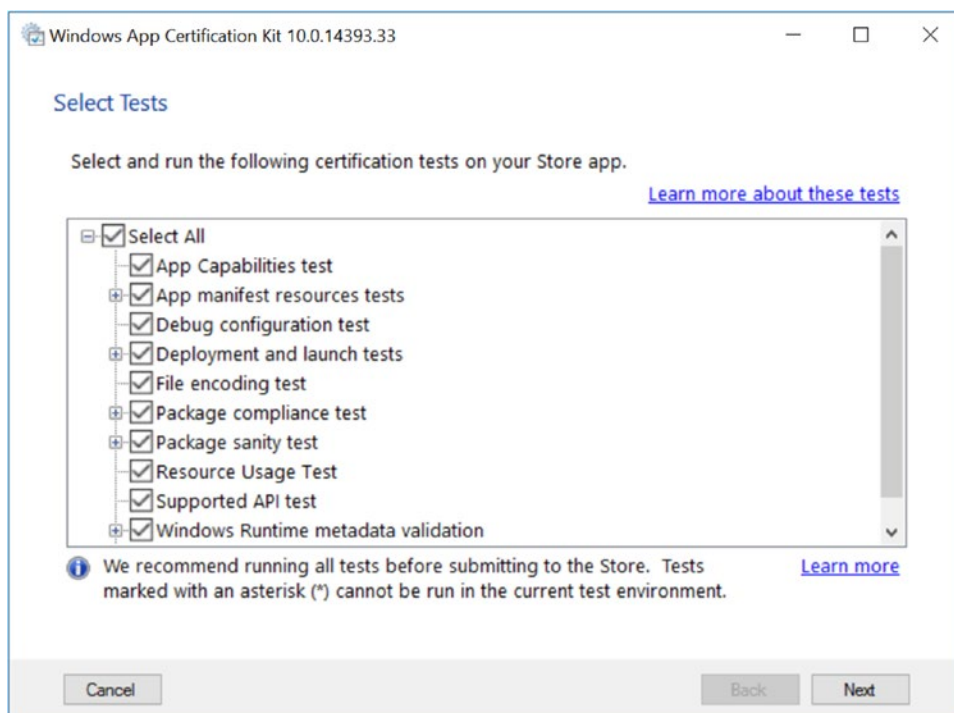 Windows App Certification Kit 10.0.14393.33
Select Tests
Select and run the following certification tests on your Store app.
Learn more about these tests
Select All
App Capabilities test
App manifest resources tests
Debug configuration test
Deployment and launch tests
File encoding test
Package compliance test
Package sanity test
Resource Usage Test
Supported API test
Windows Runtime metadata validation
We recommend running all tests before submitting to the Store. Tests
marked with an asterisk (*) cannot be run in the current test environment.
Learn more
Cancel
Back
Next